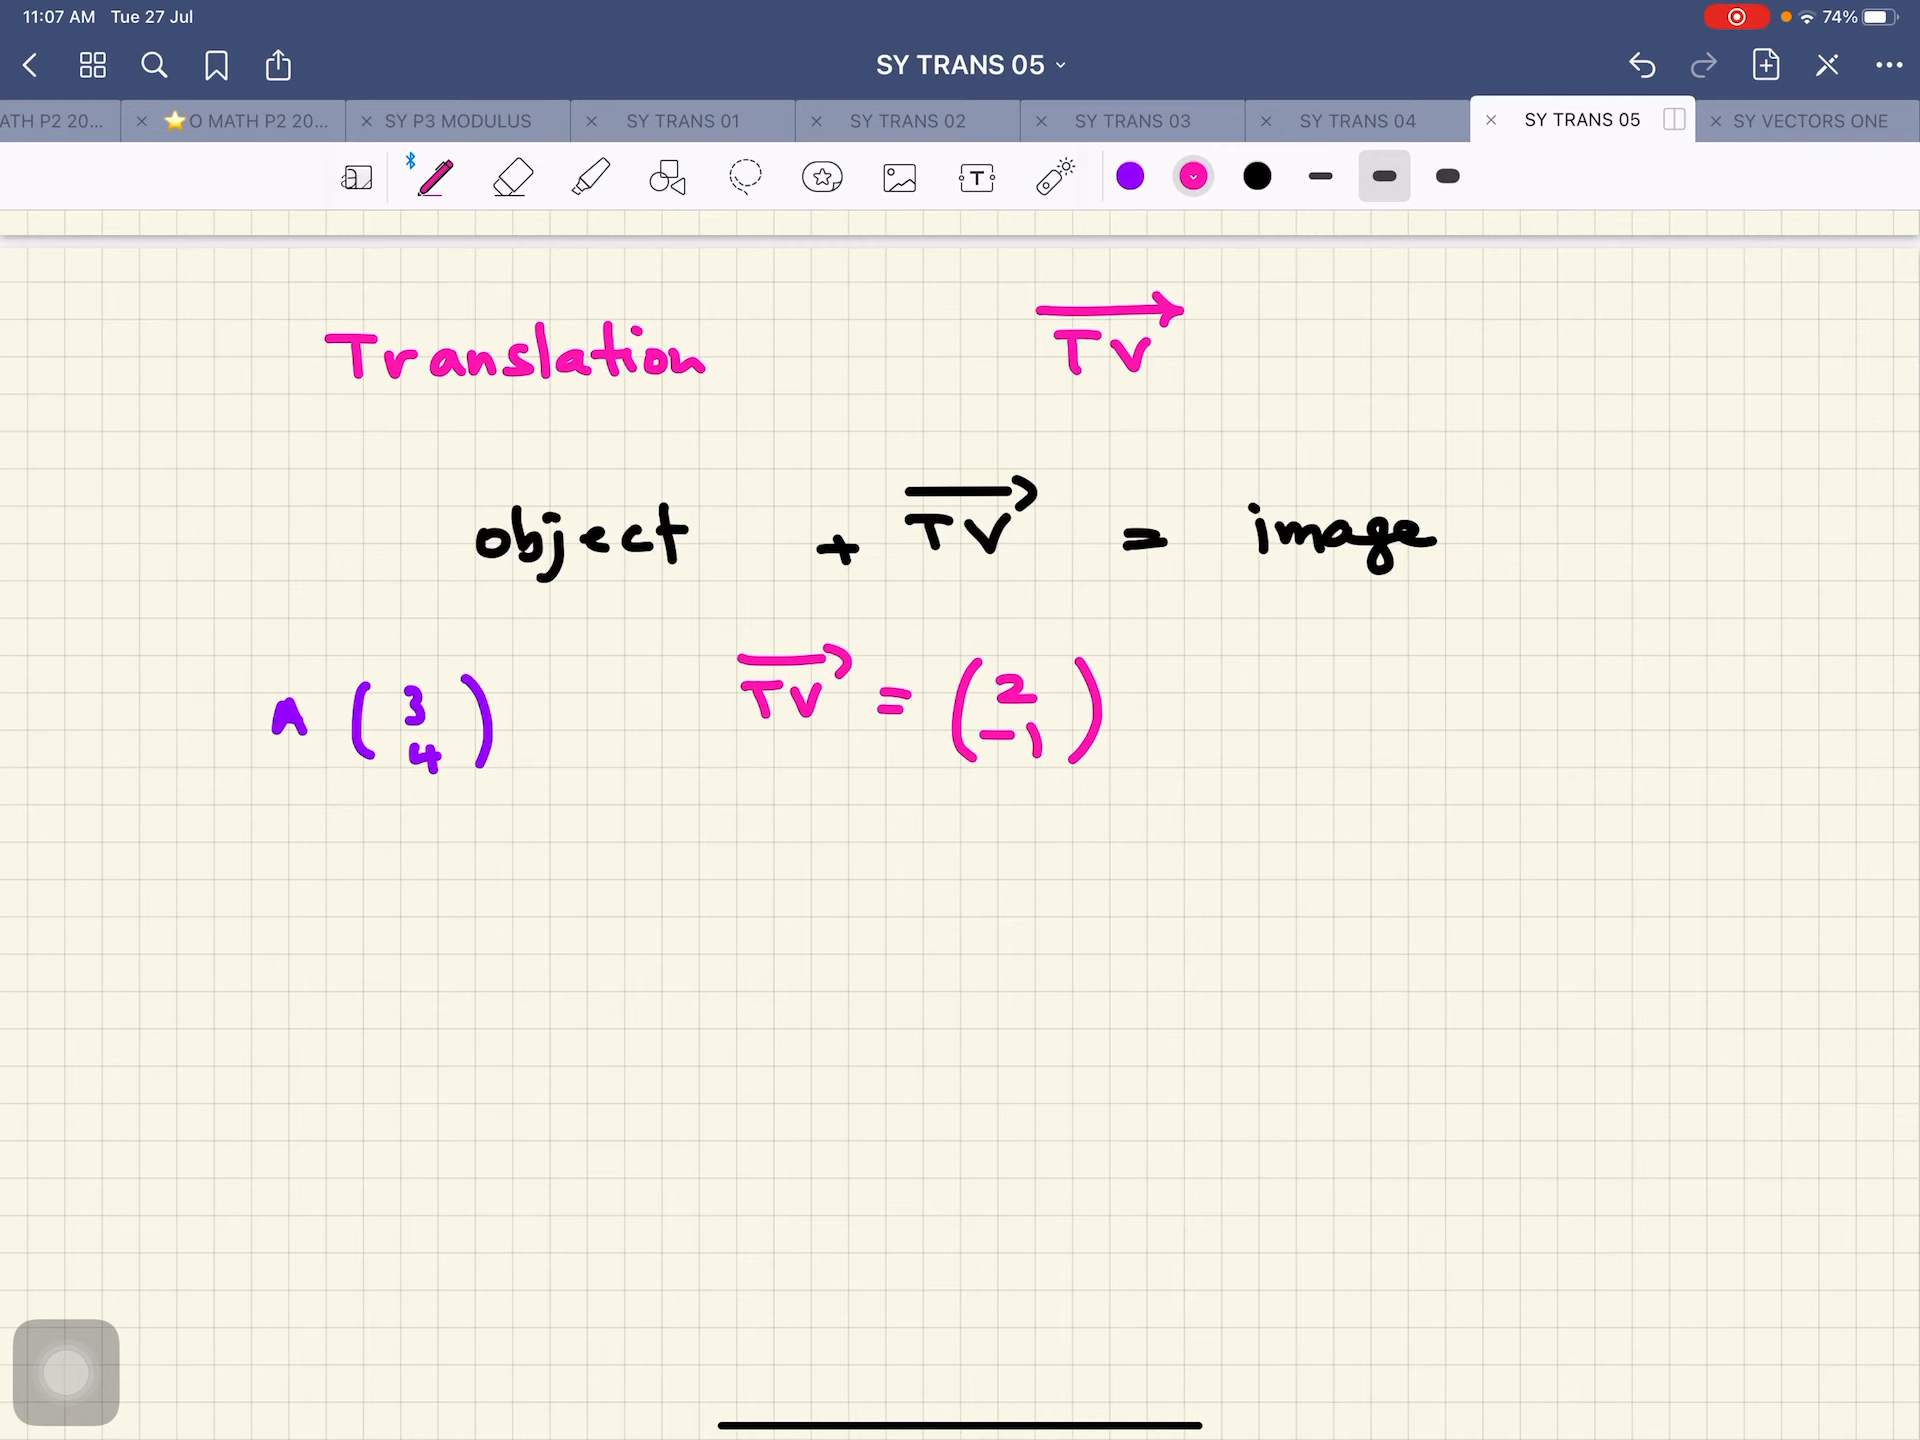 11:07 AM Tue 27 Jul 74%
SY TRANS 05
ATH P2 20... ⭐O MATH P2 20... SY P3 MODULUS SY TRANS 01 SY TRANS 02 SY TRANS 03 SY TRANS 04 SY TRANS 05 SY VECTORS ONE
Translation TV
object + TV = image
A ( 3 4 ) TV = ( 2 -1 )